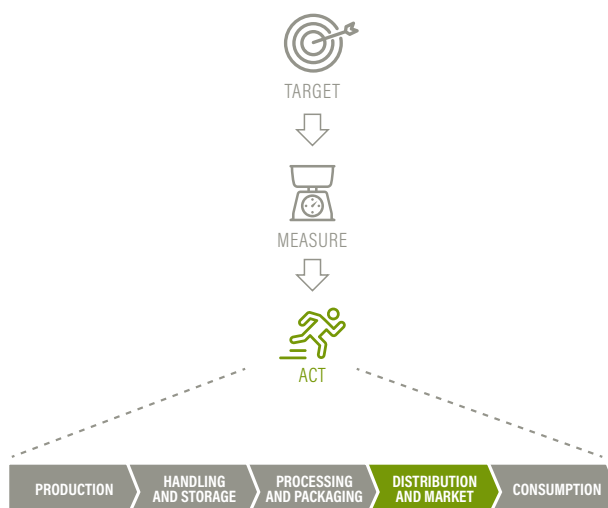 TARGET
MEASURE
ACT
PRODUCTION
HANDLING
AND STORAGE
PROCESSING
AND PACKAGING
DISTRIBUTION
AND MARKET
CONSUMPTION